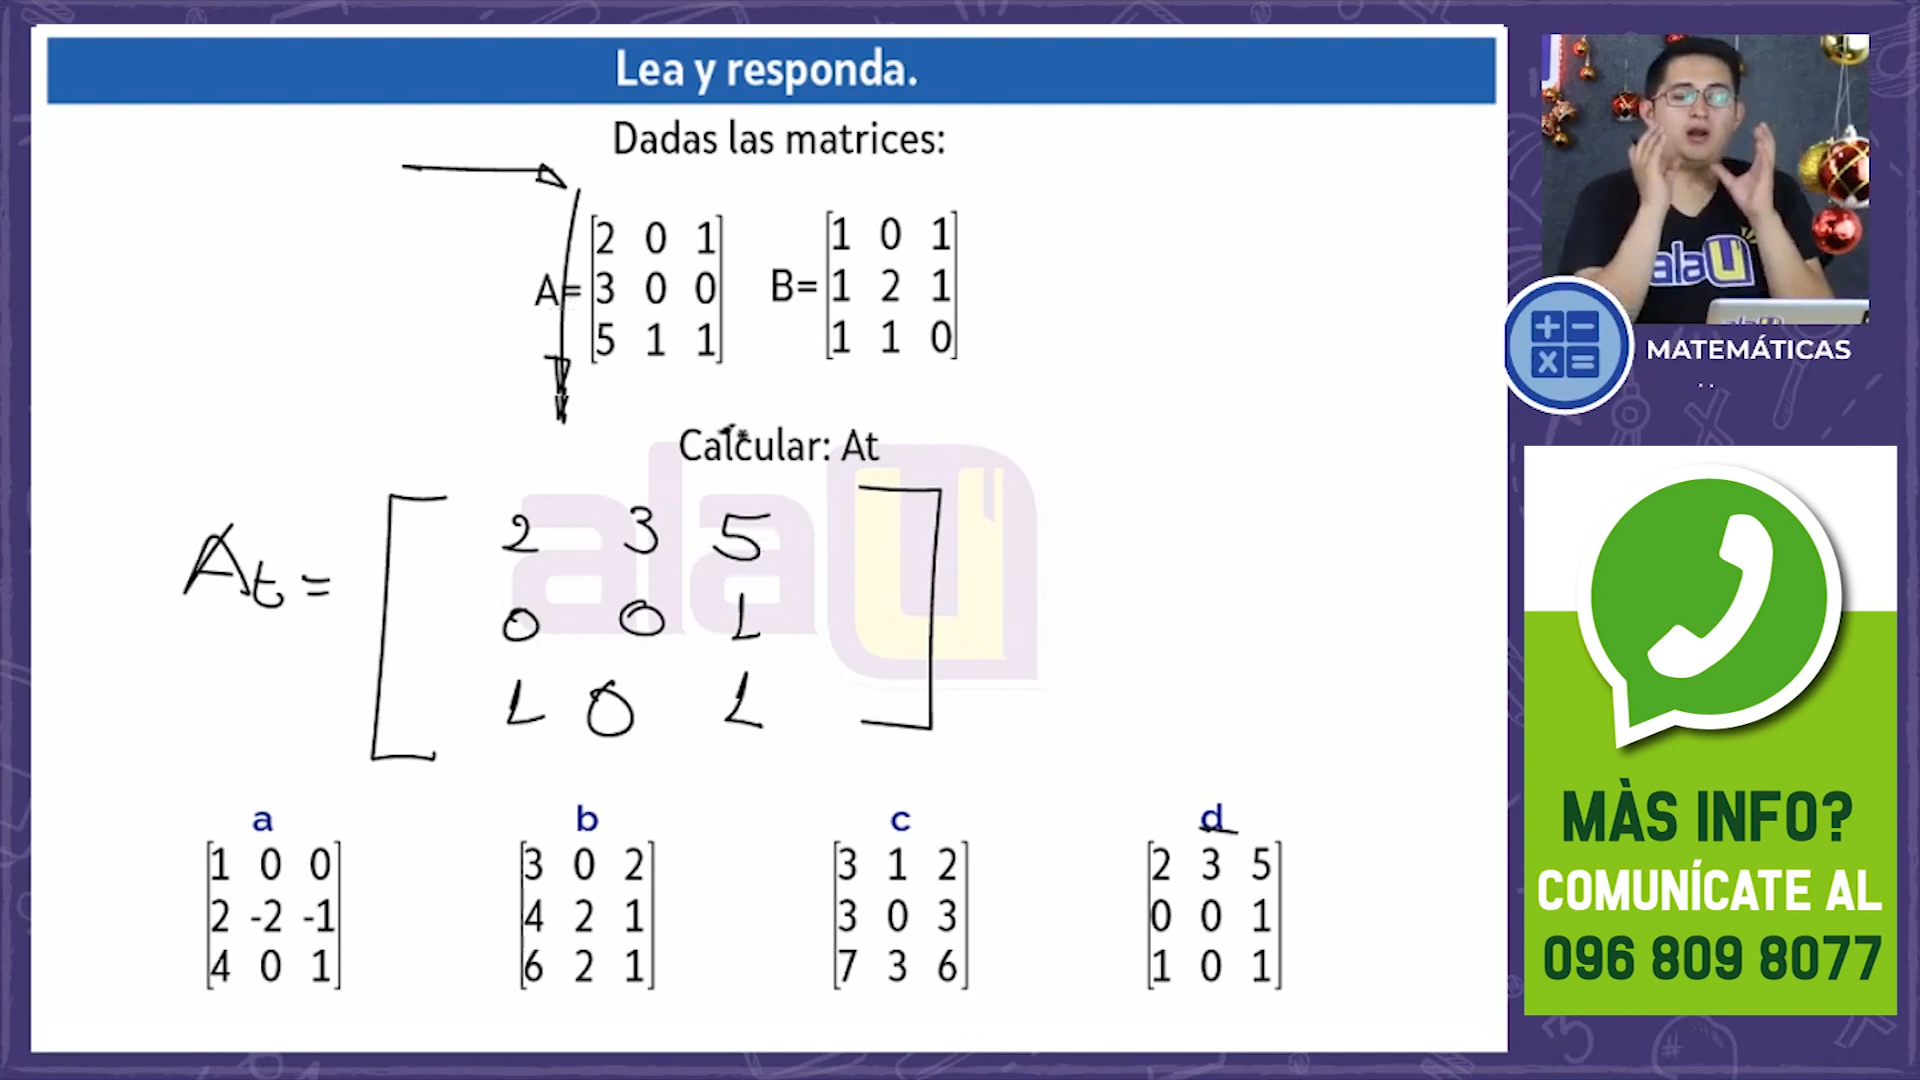 Lea y responda.
Dadas las matrices:
A= [2 0 1]
[3 0 0]
[5 1 1]
B= [1 0 1]
[1 2 1]
[1 1 0]
Calcular: At
At = [2 3 5]
[0 0 1]
[1 0 1]
a
[1 0 0]
[2 -2 -1]
[4 0 1]
b
[3 0 2]
[4 2 1]
[6 2 1]
c
[3 1 2]
[3 0 3]
[7 3 6]
d
[2 3 5]
[0 0 1]
[1 0 1]
alaU
alaU
MATEMÁTICAS
MÀS INFO?
COMUNÍCATE AL
096 809 8077